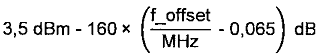 3,5 dBm - 160 × (f_offset/MHz - 0,065) dB